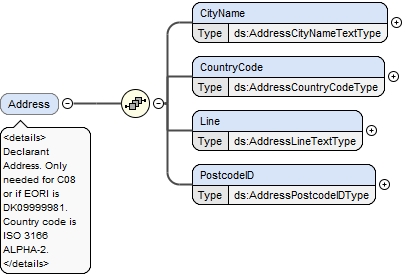 CityName
Type ds:AddressCityNameTextType
CountryCode
Type ds:AddressCountryCodeType
Address
Line
Type ds:AddressLineTextType
<details>
Declarant
Address. Only
needed for C08
or if EORI is
DK09999981.
Country code is
ISO 3166
ALPHA-2.
</details>
PostcodeID
Type ds:AddressPostcodeIDType